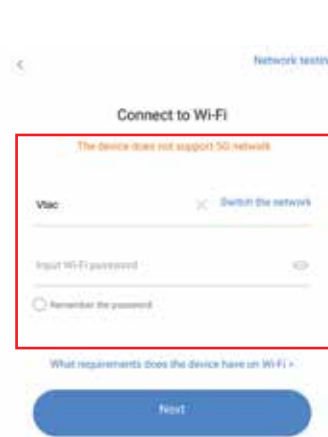 Network testin
Connect to Wi-Fi
The device does not support 5G network
Vtac
Switch the network
Input Wi-Fi password
Remember the password
What requirements does the device have on Wi-Fi >
Next